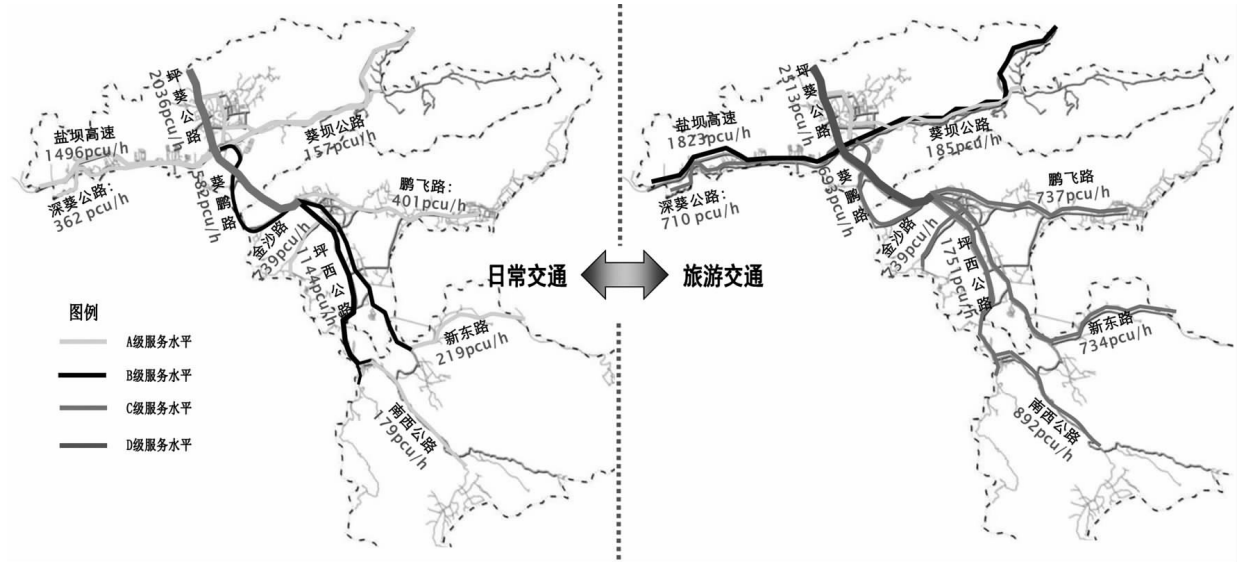 坪葵公路
2036pcu/h
盐坝高速
1496pcu/h
葵坝公路
157pcu/h
深葵公路：
362 pcu/h
葵鹏路
582pcu/h
鹏飞路：
401pcu/h
金沙路
739pcu/h
坪西公路
1144pcu/h
新东路
219pcu/h
南西公路
179pcu/h
图例
A级服务水平
B级服务水平
C级服务水平
D级服务水平
日常交通
旅游交通
坪葵公路
2513pcu/h
盐坝高速
1823pcu/h
葵坝公路
185pcu/h
深葵公路：
710 pcu/h
葵鹏路
693pcu/h
鹏飞路：
737pcu/h
金沙路
739pcu/h
坪西公路
1751pcu/h
新东路
734pcu/h
南西公路
892pcu/h